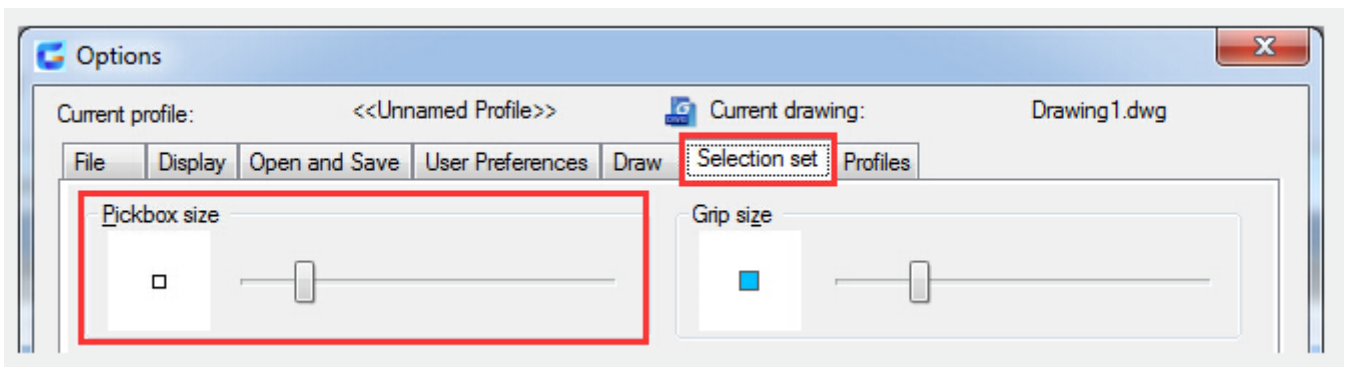 Options
Current profile: <<Unnamed Profile>> Current drawing: Drawing1.dwg
File Display Open and Save User Preferences Draw Selection set Profiles
Pickbox size Grip size